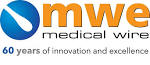 mwe
medical wire
60 years of innovation and excellence